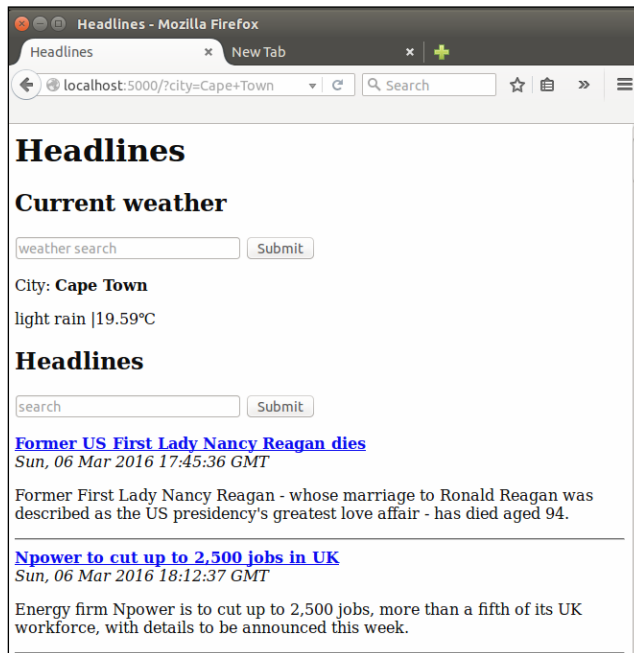 Headlines - Mozilla Firefox
Headlines × New Tab ×
localhost:5000/?city=Cape+Town Search
Headlines
Current weather
weather search Submit
City: Cape Town
light rain |19.59℃
Headlines
search Submit
Former US First Lady Nancy Reagan dies
Sun, 06 Mar 2016 17:45:36 GMT
Former First Lady Nancy Reagan - whose marriage to Ronald Reagan was
described as the US presidency's greatest love affair - has died aged 94.
Npower to cut up to 2,500 jobs in UK
Sun, 06 Mar 2016 18:12:37 GMT
Energy firm Npower is to cut up to 2,500 jobs, more than a fifth of its UK
workforce, with details to be announced this week.